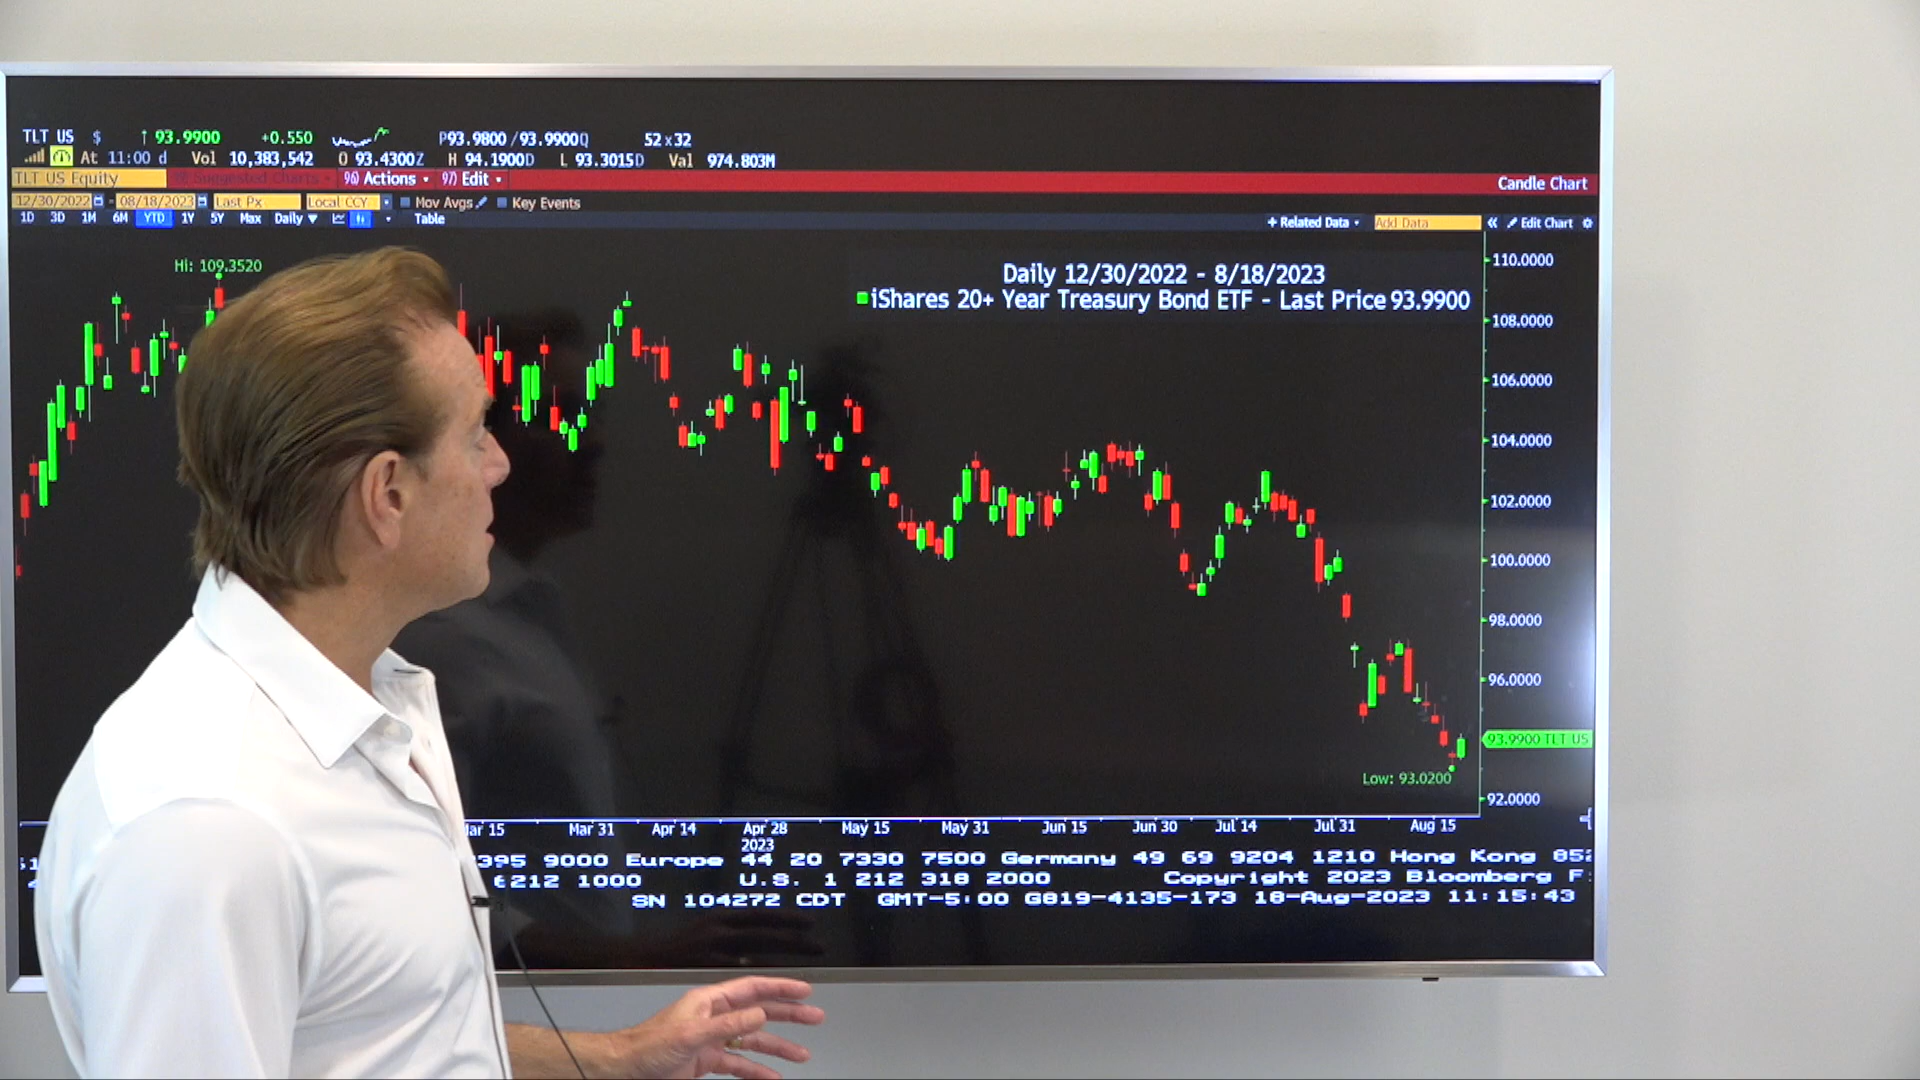 TLT US $ ↑ 93.9900 +0.550 P93.9800 /93.9900Q 52 x 32
At 11:00 d Vol 10,383,542 O 93.4300Z H 94.1900D L 93.3015D Val 974.803M
TLT US Equity Suggested Charts 96) Actions 97) Edit Candle Chart
12/30/2022 - 08/18/2023 Last Px Local CCY Mov Avgs Key Events
1D 3D 1M 6M YTD 1Y 5Y Max Daily ▼ Table + Related Data Add Data « Edit Chart
Hi: 109.3520
Daily 12/30/2022 - 8/18/2023
iShares 20+ Year Treasury Bond ETF - Last Price 93.9900
110.0000
108.0000
106.0000
104.0000
102.0000
100.0000
98.0000
96.0000
93.9900 TLT US
Low: 93.0200
92.0000
15 Mar 31 Apr 14 Apr 28 May 15 May 31 Jun 15 Jun 30 Jul 14 Jul 31 Aug 15
2023
9000 Europe 44 20 7330 7500 Germany 49 69 9204 1210 Hong Kong
6212 1000 U.S. 1 212 318 2000 Copyright 2023 Bloomberg
SN 104272 CDT GMT-5:00 G819-4135-173 18-Aug-2023 11:15:43